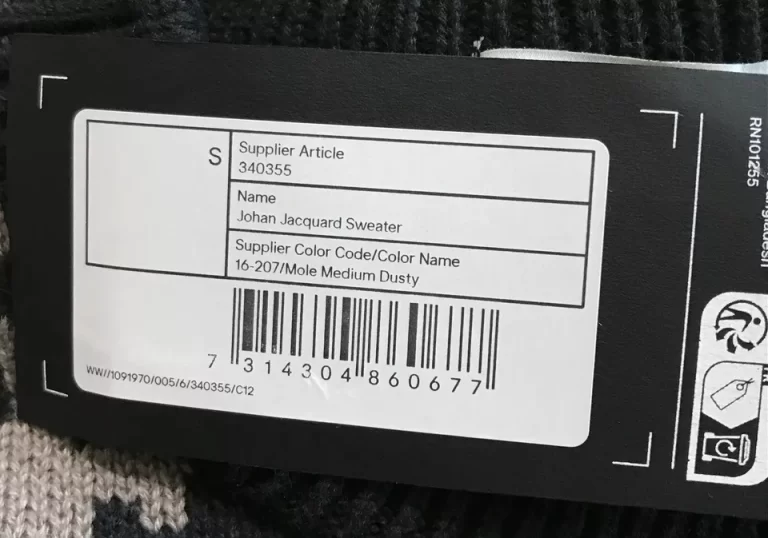 S
Supplier Article
340355
Name
Johan Jacquard Sweater
Supplier Color Code/Color Name
16-207/Mole Medium Dusty
7 314304 860677
WW//1091970/005/6/340355/C12
RN101255